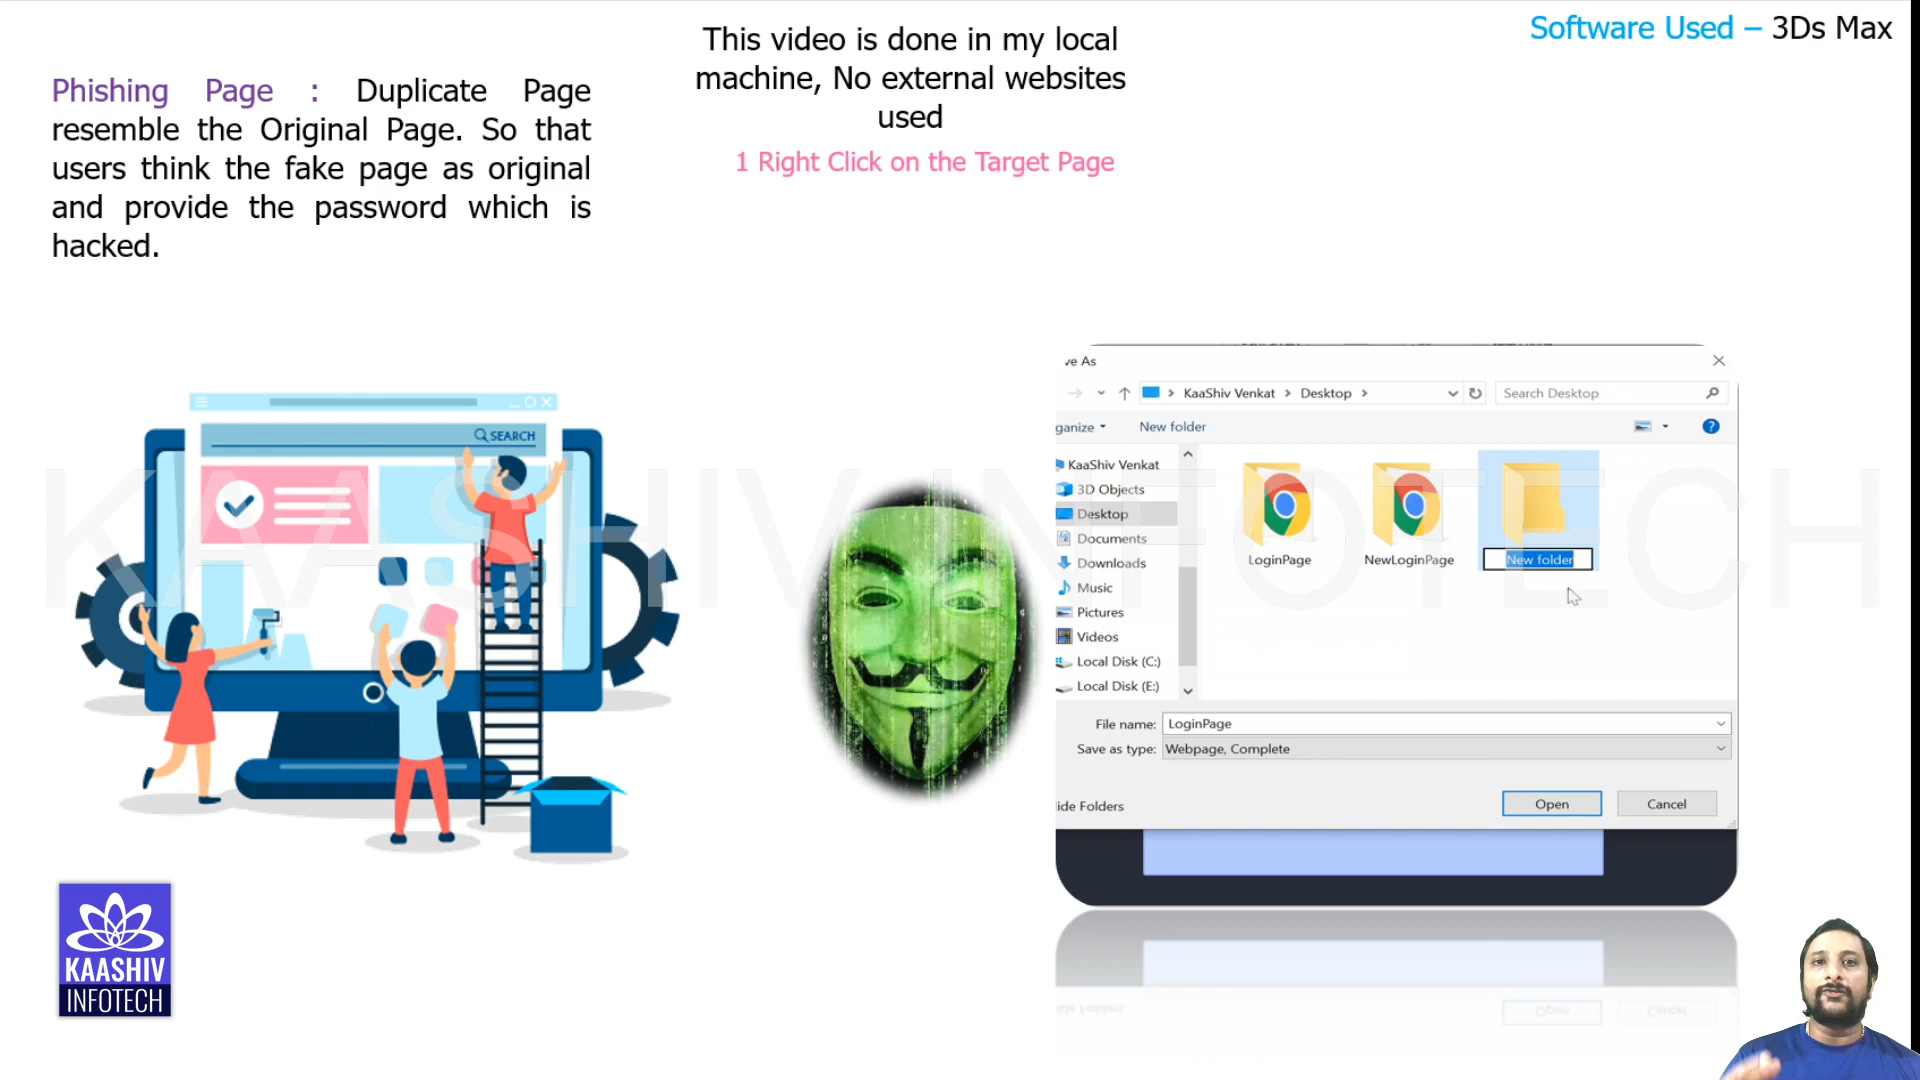 Software Used – 3Ds Max
This video is done in my local
machine, No external websites
used
1 Right Click on the Target Page
Phishing Page : Duplicate Page
resemble the Original Page. So that
users think the fake page as original
and provide the password which is
hacked.
SEARCH
KAASHIV INFOTECH
ve As
KaaShiv Venkat
Desktop
Search Desktop
ganize
New folder
KaaShiv Venkat
3D Objects
Desktop
Documents
Downloads
Music
Pictures
Videos
Local Disk (C:)
Local Disk (E:)
LoginPage
NewLoginPage
New folder
File name: LoginPage
Save as type: Webpage, Complete
ide Folders
Open
Cancel
KAASHIV
INFOTECH